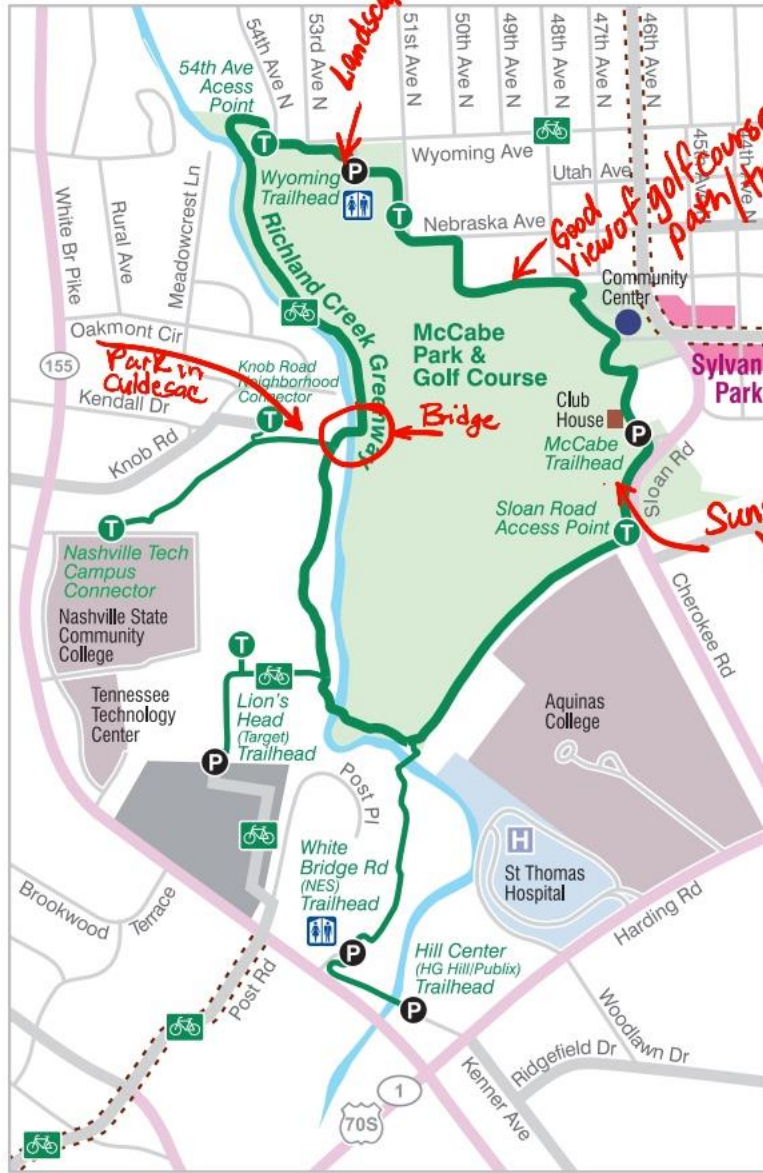 54th Ave N
53rd Ave N
51st Ave N
50th Ave N
49th Ave N
48th Ave N
47th Ave N
46th Ave N
54th Ave
Acess
Point
T
Wyoming Ave
P
Wyoming
Trailhead
T
Utah Ave
45th Ave N
44th Ave N
Nebraska Ave
Good
view of golf course
path/
White Br Pike
Rural Ave
Meadowcrest Ln
Richland Creek Greenway
Community
Center
McCabe
Park &
Golf Course
Oakmont Cir
155
Park in
Culdesac
Kendall Dr
Knob Road
Neighborhood
Connector
T
Bridge
Knob Rd
Club
House
P
McCabe
Trailhead
Sylvan
Park
Sloan Rd
Sloan Road
Access Point
T
T
Nashville Tech
Campus
Connector
Nashville State
Community
College
Cherokee Rd
Tennessee
Technology
Center
T
Lion's
Head
(Target)
Trailhead
P
Aquinas
College
Post Pl
White
Bridge Rd
(NES)
Trailhead
P
H
St Thomas
Hospital
Harding Rd
Brookwood
Terrace
Post Rd
Hill Center
(HG Hill/Publix)
Trailhead
P
Woodlawn Dr
Ridgefield Dr
Kenner Ave
1
70S